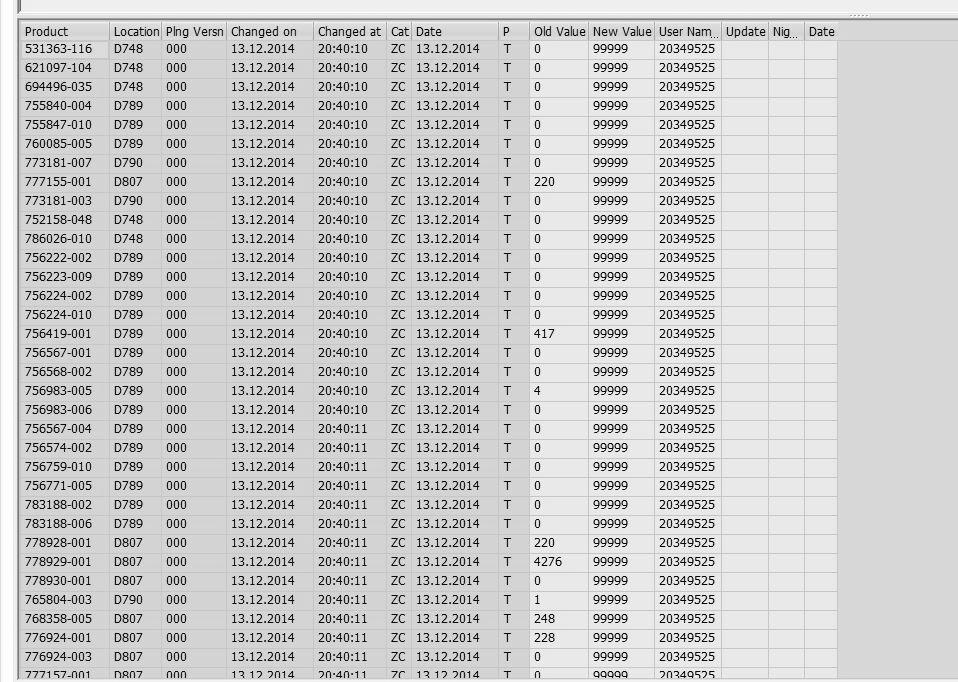 Product Location Plng Versn Changed on Changed at Cat Date P Old Value New Value User Nam... Update Nig... Date
531363-116 D748 000 13.12.2014 20:40:10 ZC 13.12.2014 T 0 99999 20349525
621097-104 D748 000 13.12.2014 20:40:10 ZC 13.12.2014 T 0 99999 20349525
694496-035 D748 000 13.12.2014 20:40:10 ZC 13.12.2014 T 0 99999 20349525
755840-004 D789 000 13.12.2014 20:40:10 ZC 13.12.2014 T 0 99999 20349525
755847-010 D789 000 13.12.2014 20:40:10 ZC 13.12.2014 T 0 99999 20349525
760085-005 D789 000 13.12.2014 20:40:10 ZC 13.12.2014 T 0 99999 20349525
773181-007 D790 000 13.12.2014 20:40:10 ZC 13.12.2014 T 0 99999 20349525
777155-001 D807 000 13.12.2014 20:40:10 ZC 13.12.2014 T 220 99999 20349525
773181-003 D790 000 13.12.2014 20:40:10 ZC 13.12.2014 T 0 99999 20349525
752158-048 D748 000 13.12.2014 20:40:10 ZC 13.12.2014 T 0 99999 20349525
786026-010 D748 000 13.12.2014 20:40:10 ZC 13.12.2014 T 0 99999 20349525
756222-002 D789 000 13.12.2014 20:40:10 ZC 13.12.2014 T 0 99999 20349525
756223-009 D789 000 13.12.2014 20:40:10 ZC 13.12.2014 T 0 99999 20349525
756224-002 D789 000 13.12.2014 20:40:10 ZC 13.12.2014 T 0 99999 20349525
756224-010 D789 000 13.12.2014 20:40:10 ZC 13.12.2014 T 0 99999 20349525
756419-001 D789 000 13.12.2014 20:40:10 ZC 13.12.2014 T 417 99999 20349525
756567-001 D789 000 13.12.2014 20:40:10 ZC 13.12.2014 T 0 99999 20349525
756568-002 D789 000 13.12.2014 20:40:10 ZC 13.12.2014 T 0 99999 20349525
756983-005 D789 000 13.12.2014 20:40:10 ZC 13.12.2014 T 4 99999 20349525
756983-006 D789 000 13.12.2014 20:40:10 ZC 13.12.2014 T 0 99999 20349525
756567-004 D789 000 13.12.2014 20:40:11 ZC 13.12.2014 T 0 99999 20349525
756574-002 D789 000 13.12.2014 20:40:11 ZC 13.12.2014 T 0 99999 20349525
756759-010 D789 000 13.12.2014 20:40:11 ZC 13.12.2014 T 0 99999 20349525
756771-005 D789 000 13.12.2014 20:40:11 ZC 13.12.2014 T 0 99999 20349525
783188-002 D789 000 13.12.2014 20:40:11 ZC 13.12.2014 T 0 99999 20349525
783188-006 D789 000 13.12.2014 20:40:11 ZC 13.12.2014 T 0 99999 20349525
778928-001 D807 000 13.12.2014 20:40:11 ZC 13.12.2014 T 220 99999 20349525
778929-001 D807 000 13.12.2014 20:40:11 ZC 13.12.2014 T 4276 99999 20349525
778930-001 D807 000 13.12.2014 20:40:11 ZC 13.12.2014 T 0 99999 20349525
765804-003 D790 000 13.12.2014 20:40:11 ZC 13.12.2014 T 1 99999 20349525
768358-005 D807 000 13.12.2014 20:40:11 ZC 13.12.2014 T 248 99999 20349525
776924-001 D807 000 13.12.2014 20:40:11 ZC 13.12.2014 T 228 99999 20349525
776924-003 D807 000 13.12.2014 20:40:11 ZC 13.12.2014 T 0 99999 20349525
777157-001 D807 000 13.12.2014 20:40:11 ZC 13.12.2014 T 0 99999 20349525